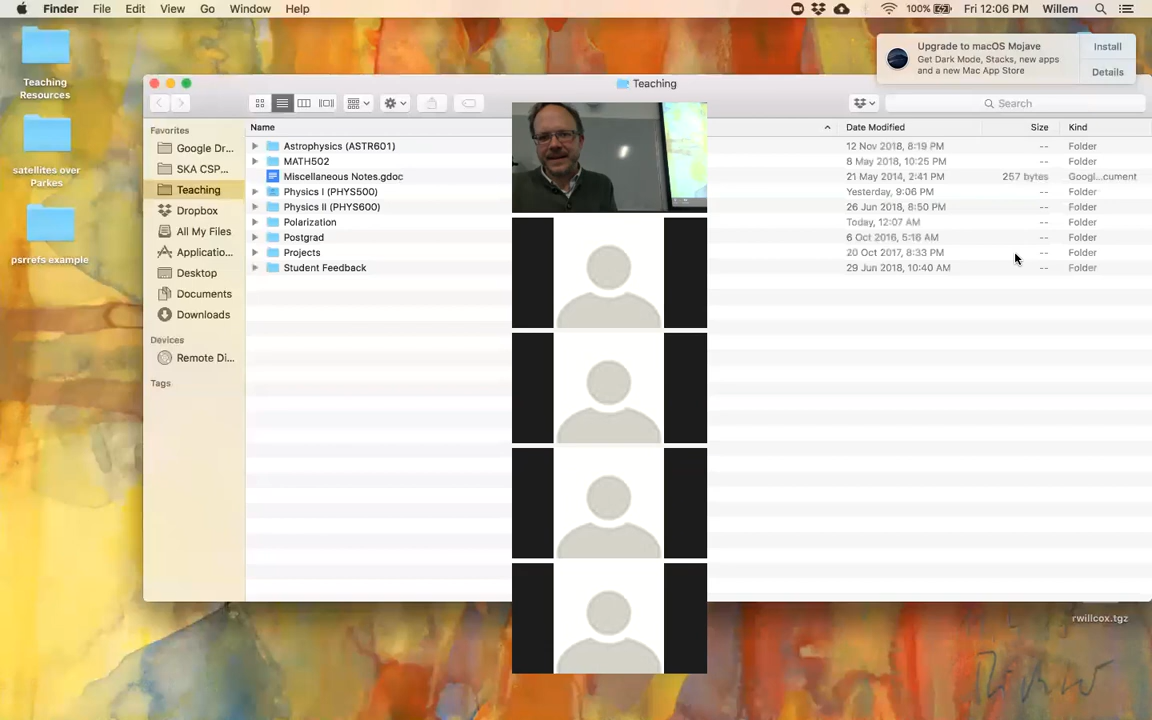 Finder File Edit View Go Window Help 100% Fri 12:06 PM Willem
Upgrade to macOS Mojave
Get Dark Mode, Stacks, new apps
and a new Mac App Store
Install
Details
Teaching
Resources
satellites over
Parkes
psrrefs example
rwillcox.tgz
Teaching
Search
Favorites
Google Dr...
SKA CSP...
Teaching
Dropbox
All My Files
Applicatio...
Desktop
Documents
Downloads
Devices
Remote Di...
Tags
Name Date Modified Size Kind
Astrophysics (ASTR601) 12 Nov 2018, 8:19 PM -- Folder
MATH502 8 May 2018, 10:25 PM -- Folder
Miscellaneous Notes.gdoc 21 May 2014, 2:41 PM 257 bytes Googl...cument
Physics I (PHYS500) Yesterday, 9:06 PM -- Folder
Physics II (PHYS600) 26 Jun 2018, 8:50 PM -- Folder
Polarization Today, 12:07 AM -- Folder
Postgrad 6 Oct 2016, 5:16 AM -- Folder
Projects 20 Oct 2017, 8:33 PM -- Folder
Student Feedback 29 Jun 2018, 10:40 AM -- Folder